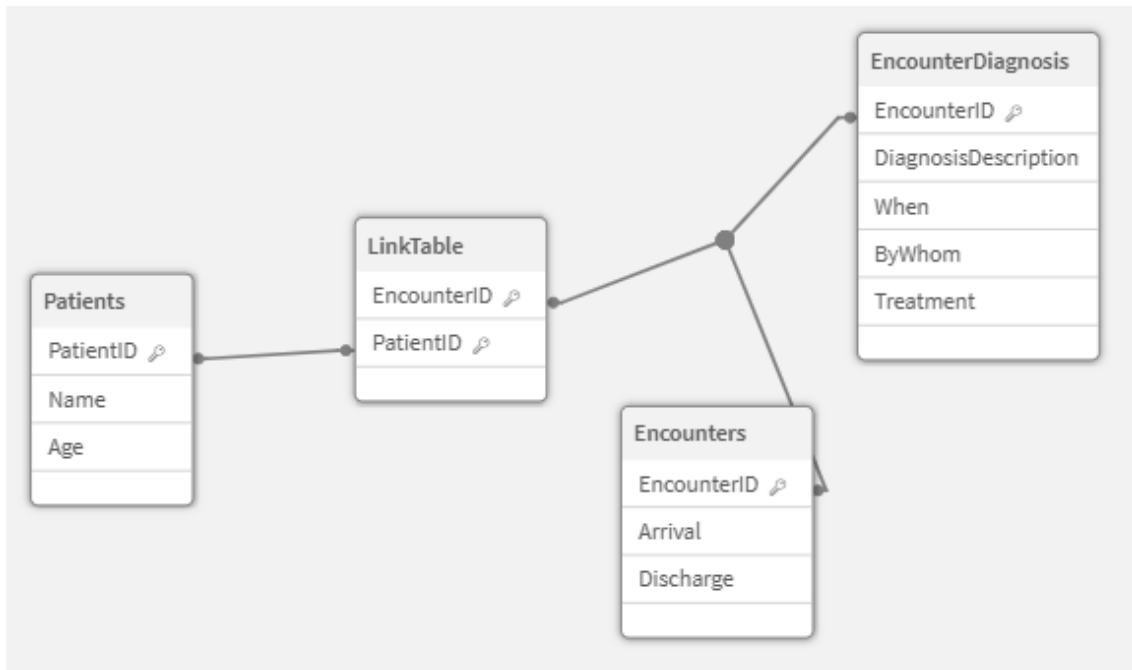 Patients
PatientID
Name
Age
LinkTable
EncounterID
PatientID
Encounters
EncounterID
Arrival
Discharge
EncounterDiagnosis
EncounterID
DiagnosisDescription
When
ByWhom
Treatment